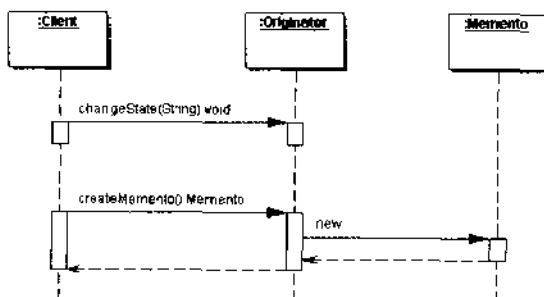 :Client
:Originator
:Memento
changeState(String) void
createMemento() Memento
new